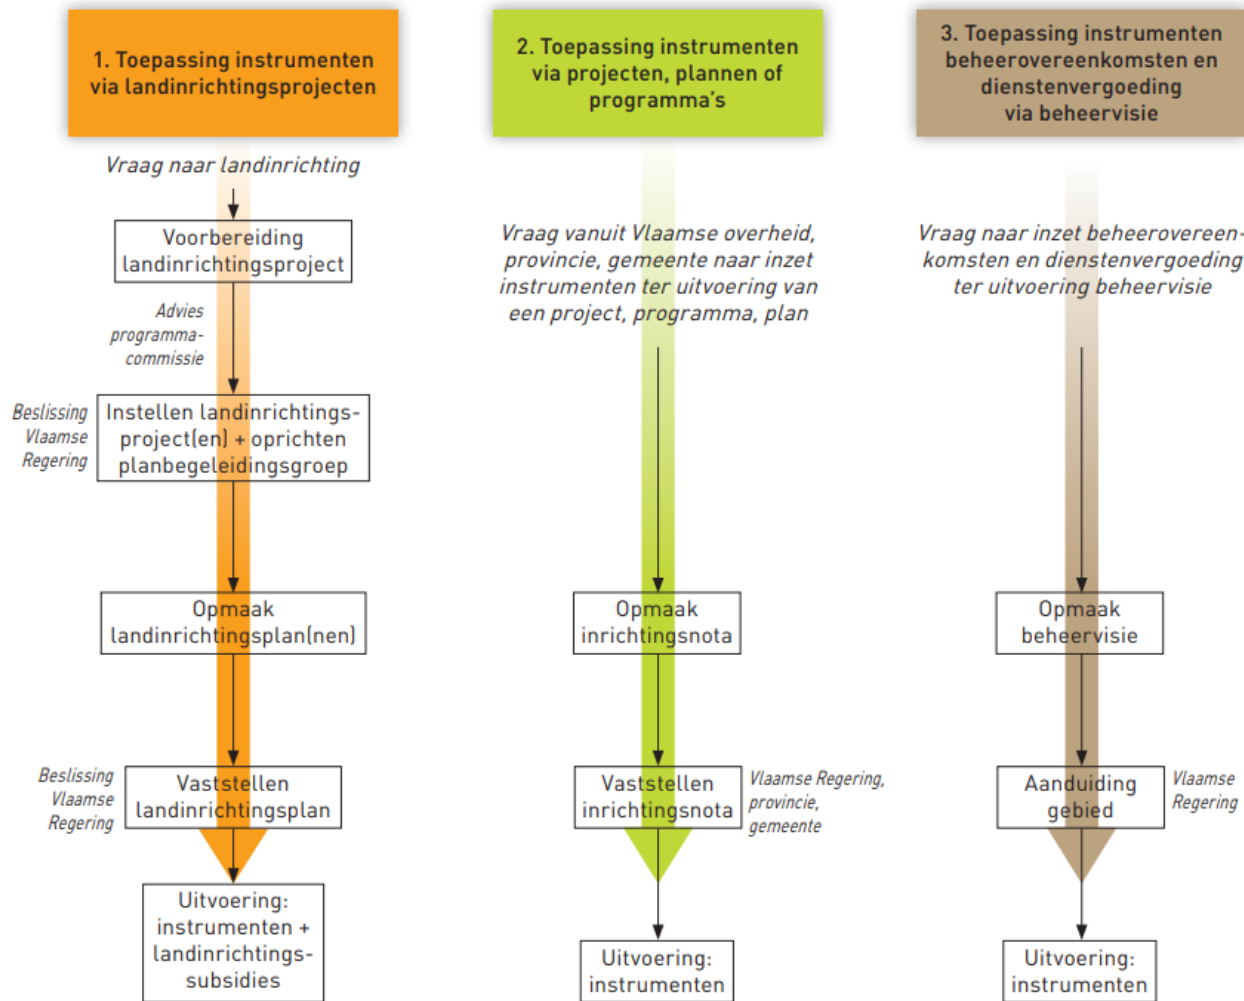 1. Toepassing instrumenten
via landinrichtingsprojecten
Vraag naar landinrichting
Voorbereiding
landinrichtingsproject
Advies
programma-
commissie
Beslissing
Vlaamse
Regering
Instellen landinrichtings-
project(en) + oprichten
planbegeleidingsgroep
Opmaak
landinrichtingsplan(nen)
Beslissing
Vlaamse
Regering
Vaststellen
landinrichtingsplan
Uitvoering:
instrumenten +
landinrichtings-
subsidies
2. Toepassing instrumenten
via projecten, plannen of
programma's
Vraag vanuit Vlaamse overheid,
provincie, gemeente naar inzet
instrumenten ter uitvoering van
een project, programma, plan
Opmaak
inrichtingsnota
Vaststellen
inrichtingsnota
Vlaamse Regering,
provincie,
gemeente
Uitvoering:
instrumenten
3. Toepassing instrumenten
beheerovereenkomsten en
dienstenvergoeding
via beheervisie
Vraag naar inzet beheerovereen-
komsten en dienstenvergoeding
ter uitvoering beheervisie
Opmaak
beheervisie
Aanduiding
gebied
Vlaamse
Regering
Uitvoering:
instrumenten